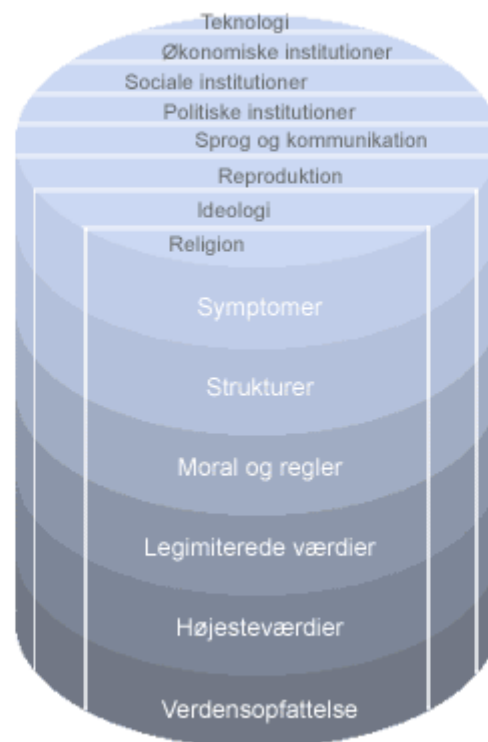 Teknologi
Økonomiske institutioner
Sociale institutioner
Politiske institutioner
Sprog og kommunikation
Reproduktion
Ideologi
Religion
Symptomer
Strukturer
Moral og regler
Legimiterede værdier
Højesteværdier
Verdensopfattelse